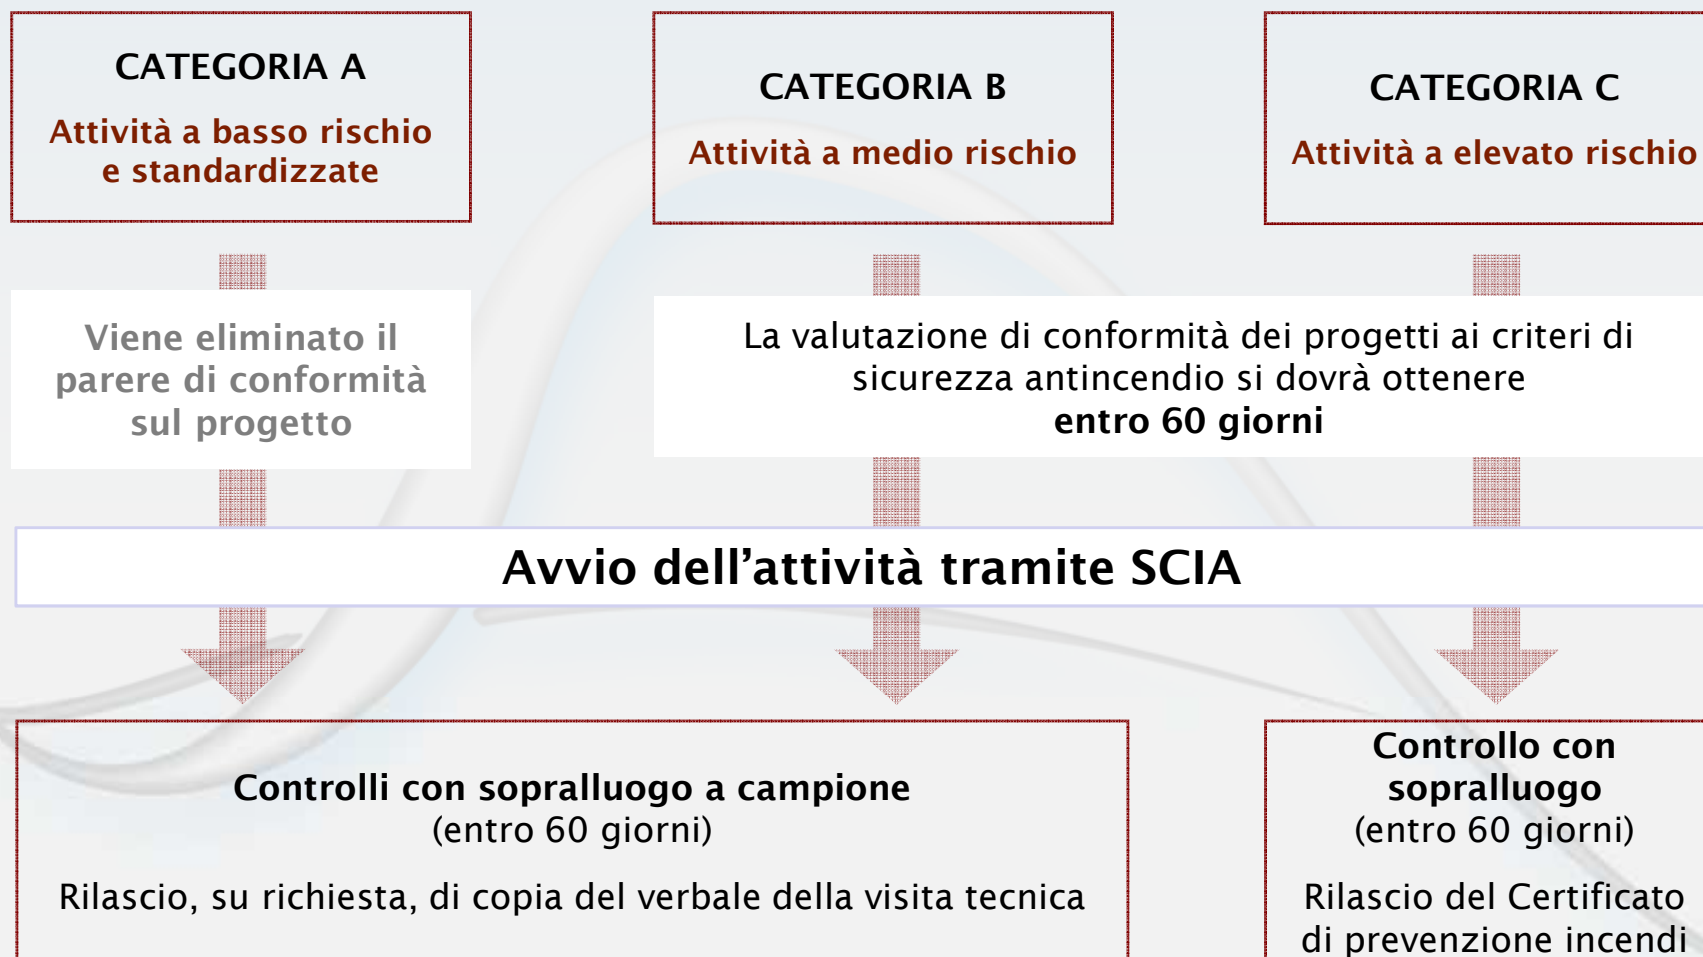 CATEGORIA A
Attività a basso rischio
e standardizzate
CATEGORIA B
Attività a medio rischio
CATEGORIA C
Attività a elevato rischio
Viene eliminato il
parere di conformità
sul progetto
La valutazione di conformità dei progetti ai criteri di
sicurezza antincendio si dovrà ottenere
entro 60 giorni
Avvio dell’attività tramite SCIA
Controlli con sopralluogo a campione
(entro 60 giorni)
Rilascio, su richiesta, di copia del verbale della visita tecnica
Controllo con
sopralluogo
(entro 60 giorni)
Rilascio del Certificato
di prevenzione incendi